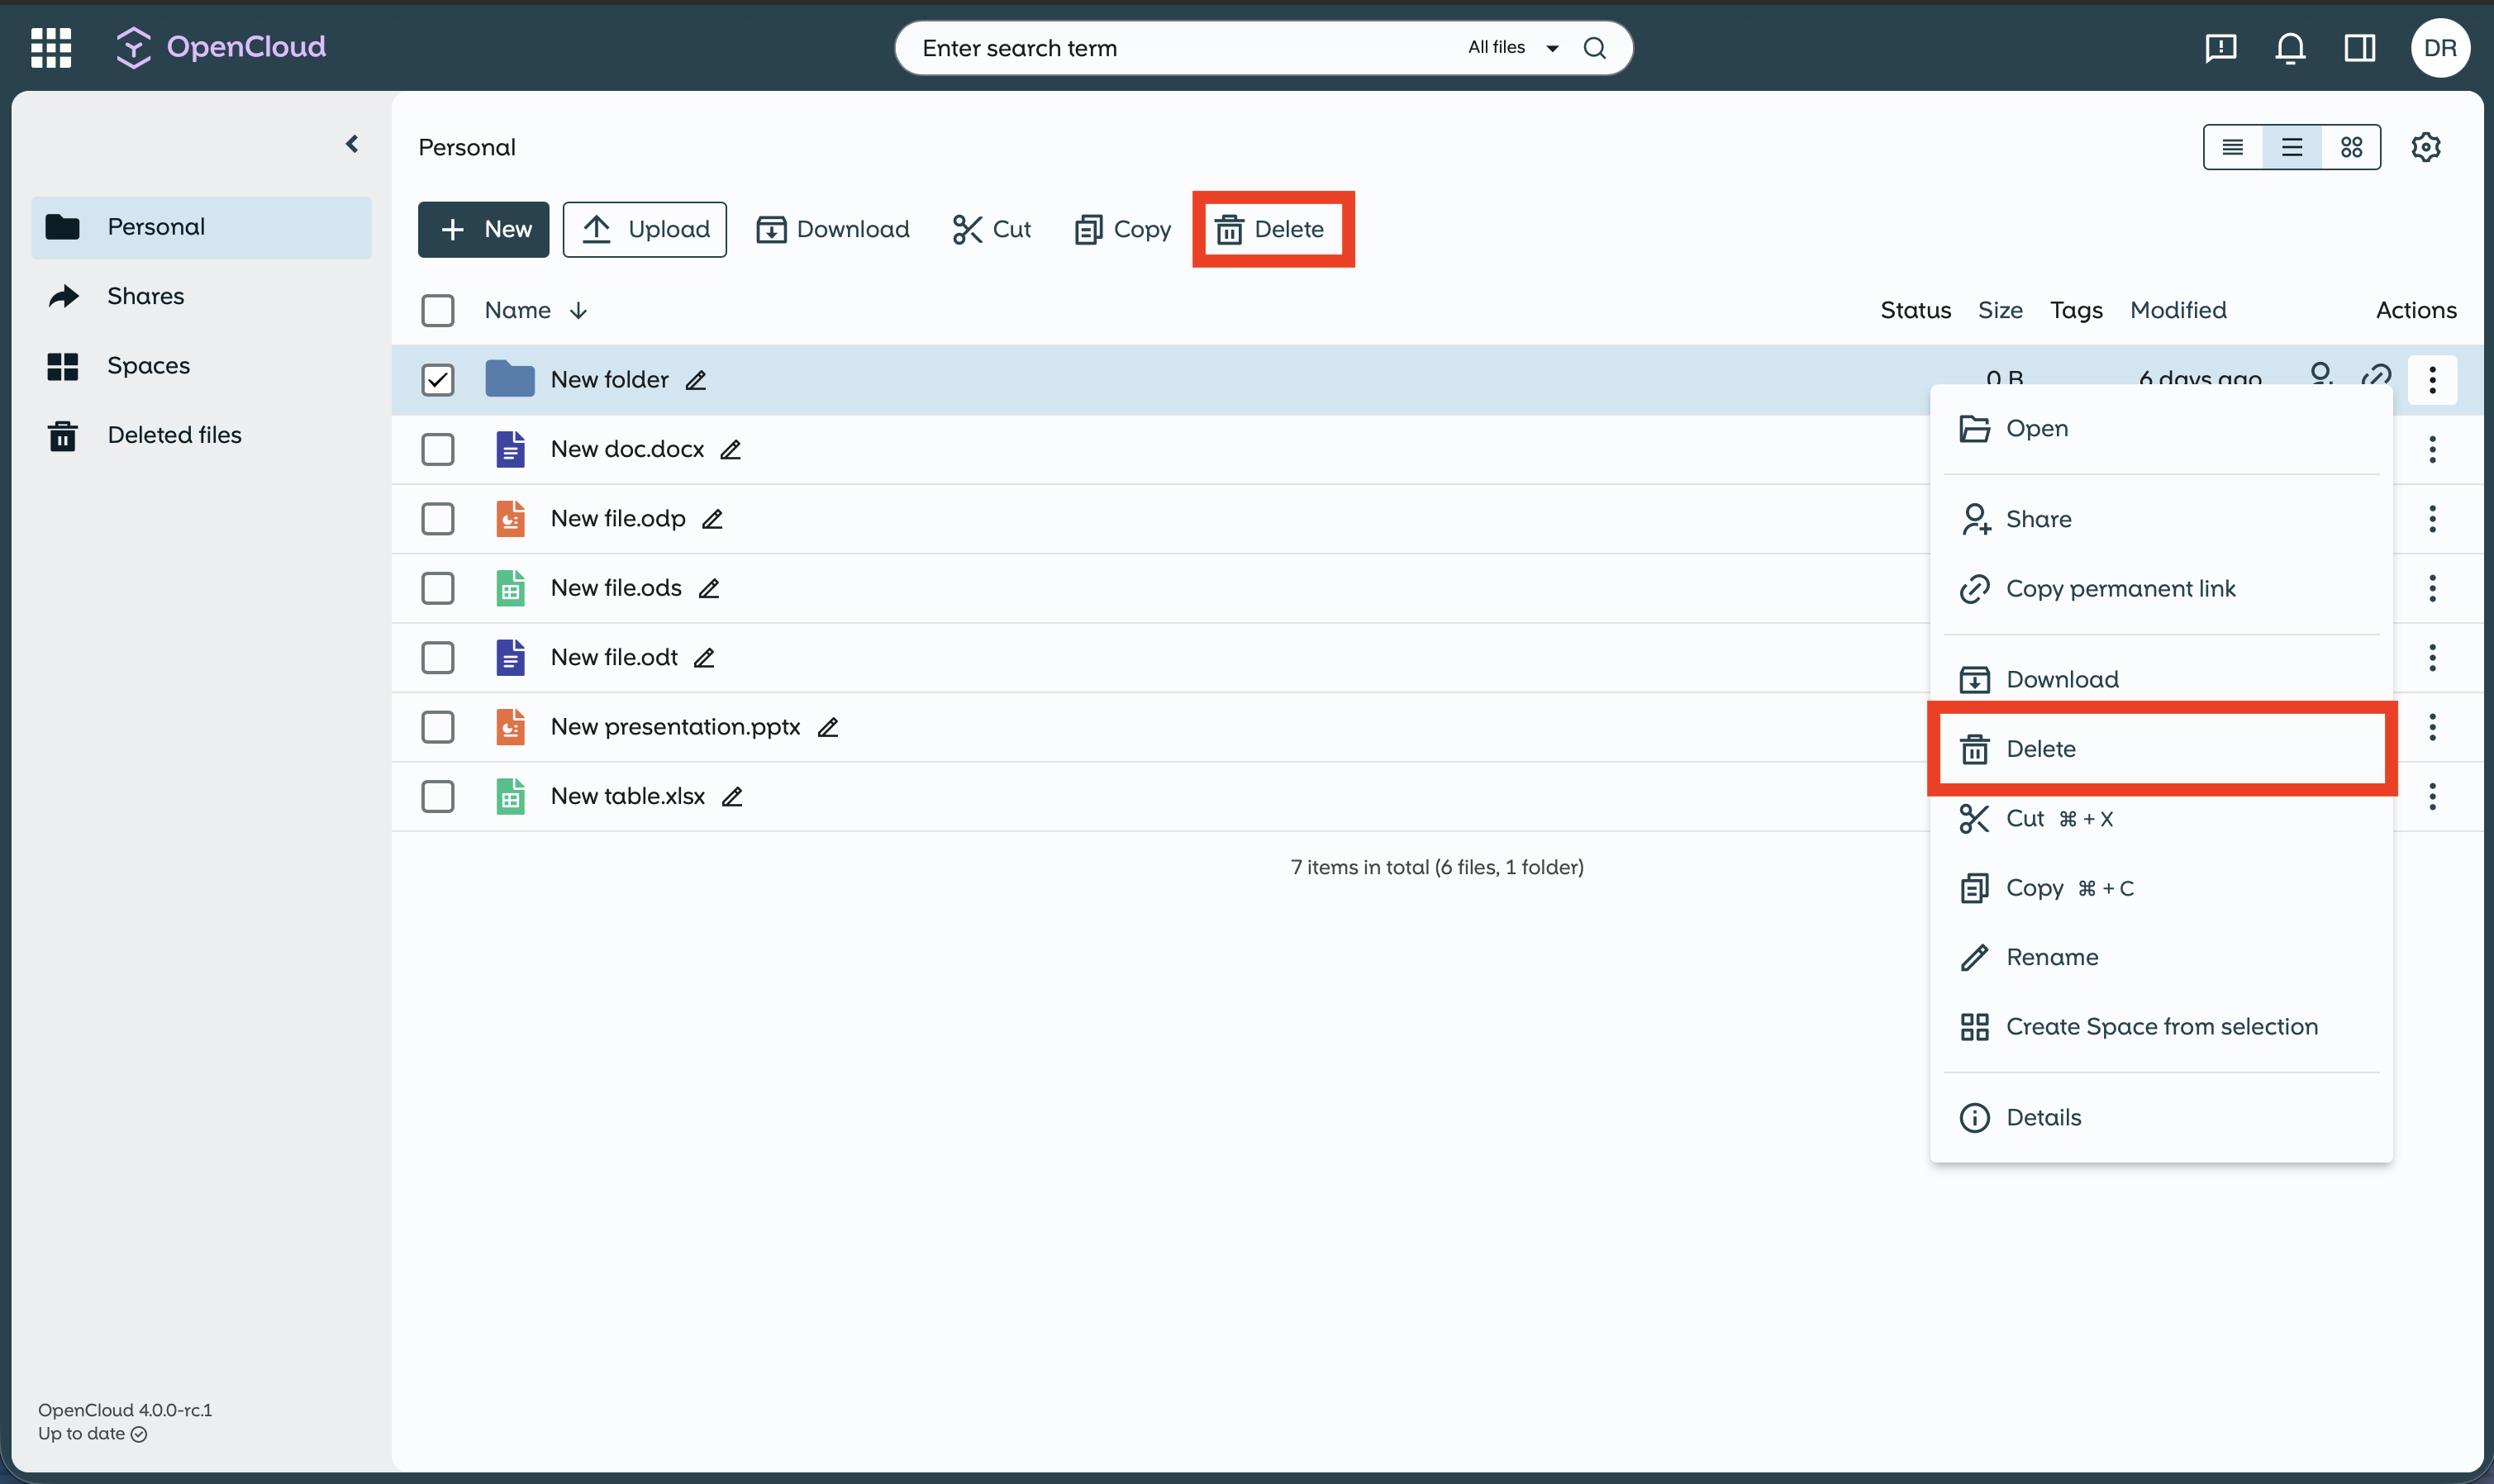 OpenCloud
Enter search term
All files
DR
Personal
Personal
Shares
Spaces
Deleted files
New
Upload
Download
Cut
Copy
Delete
Name
Status
Size
Tags
Modified
Actions
New folder
0 B
6 days ago
New doc.docx
New file.odp
New file.ods
New file.odt
New presentation.pptx
New table.xlsx
7 items in total (6 files, 1 folder)
Open
Share
Copy permanent link
Download
Delete
Cut ⌘ + X
Copy ⌘ + C
Rename
Create Space from selection
Details
OpenCloud 4.0.0-rc.1
Up to date